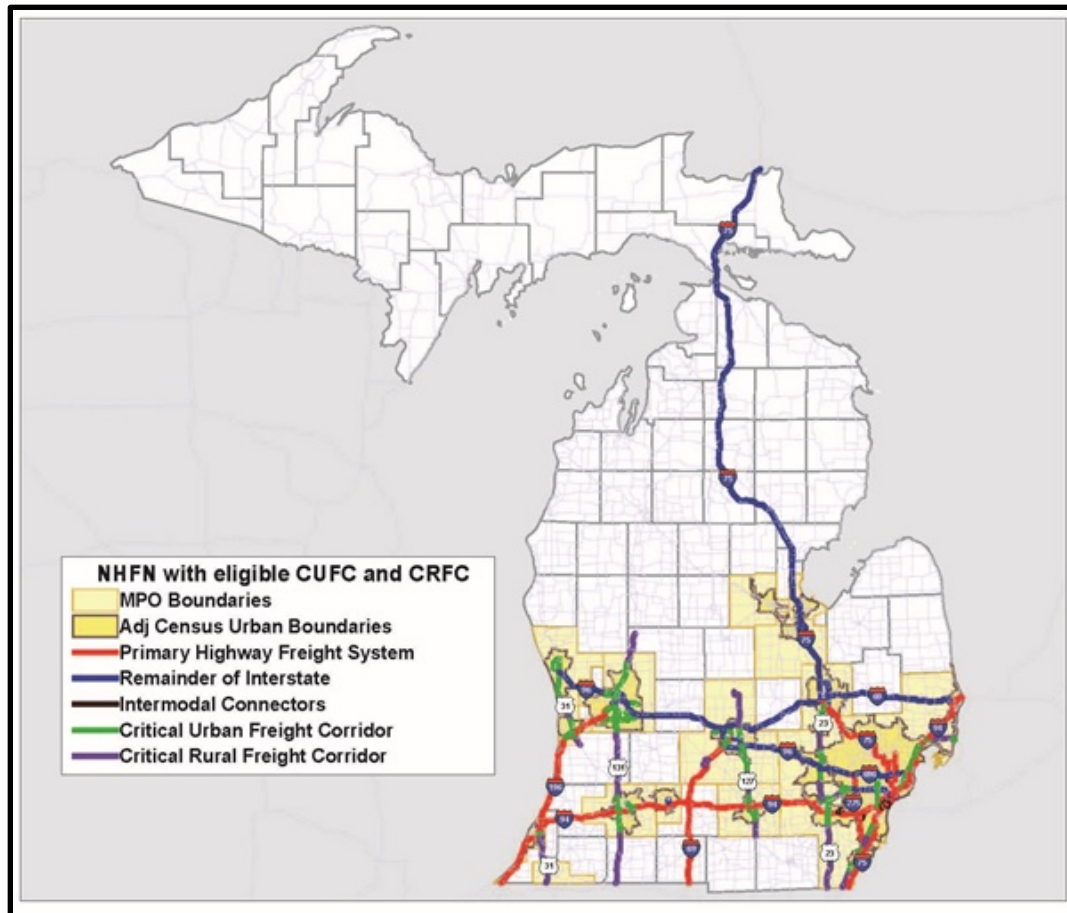 75
75
NHFN with eligible CUFC and CRFC
MPO Boundaries
Adj Census Urban Boundaries
Primary Highway Freight System
Remainder of Interstate
Intermodal Connectors
Critical Urban Freight Corridor
Critical Rural Freight Corridor
75
31
69
23
94
131
127
196
94
94
275
31
69
23
75